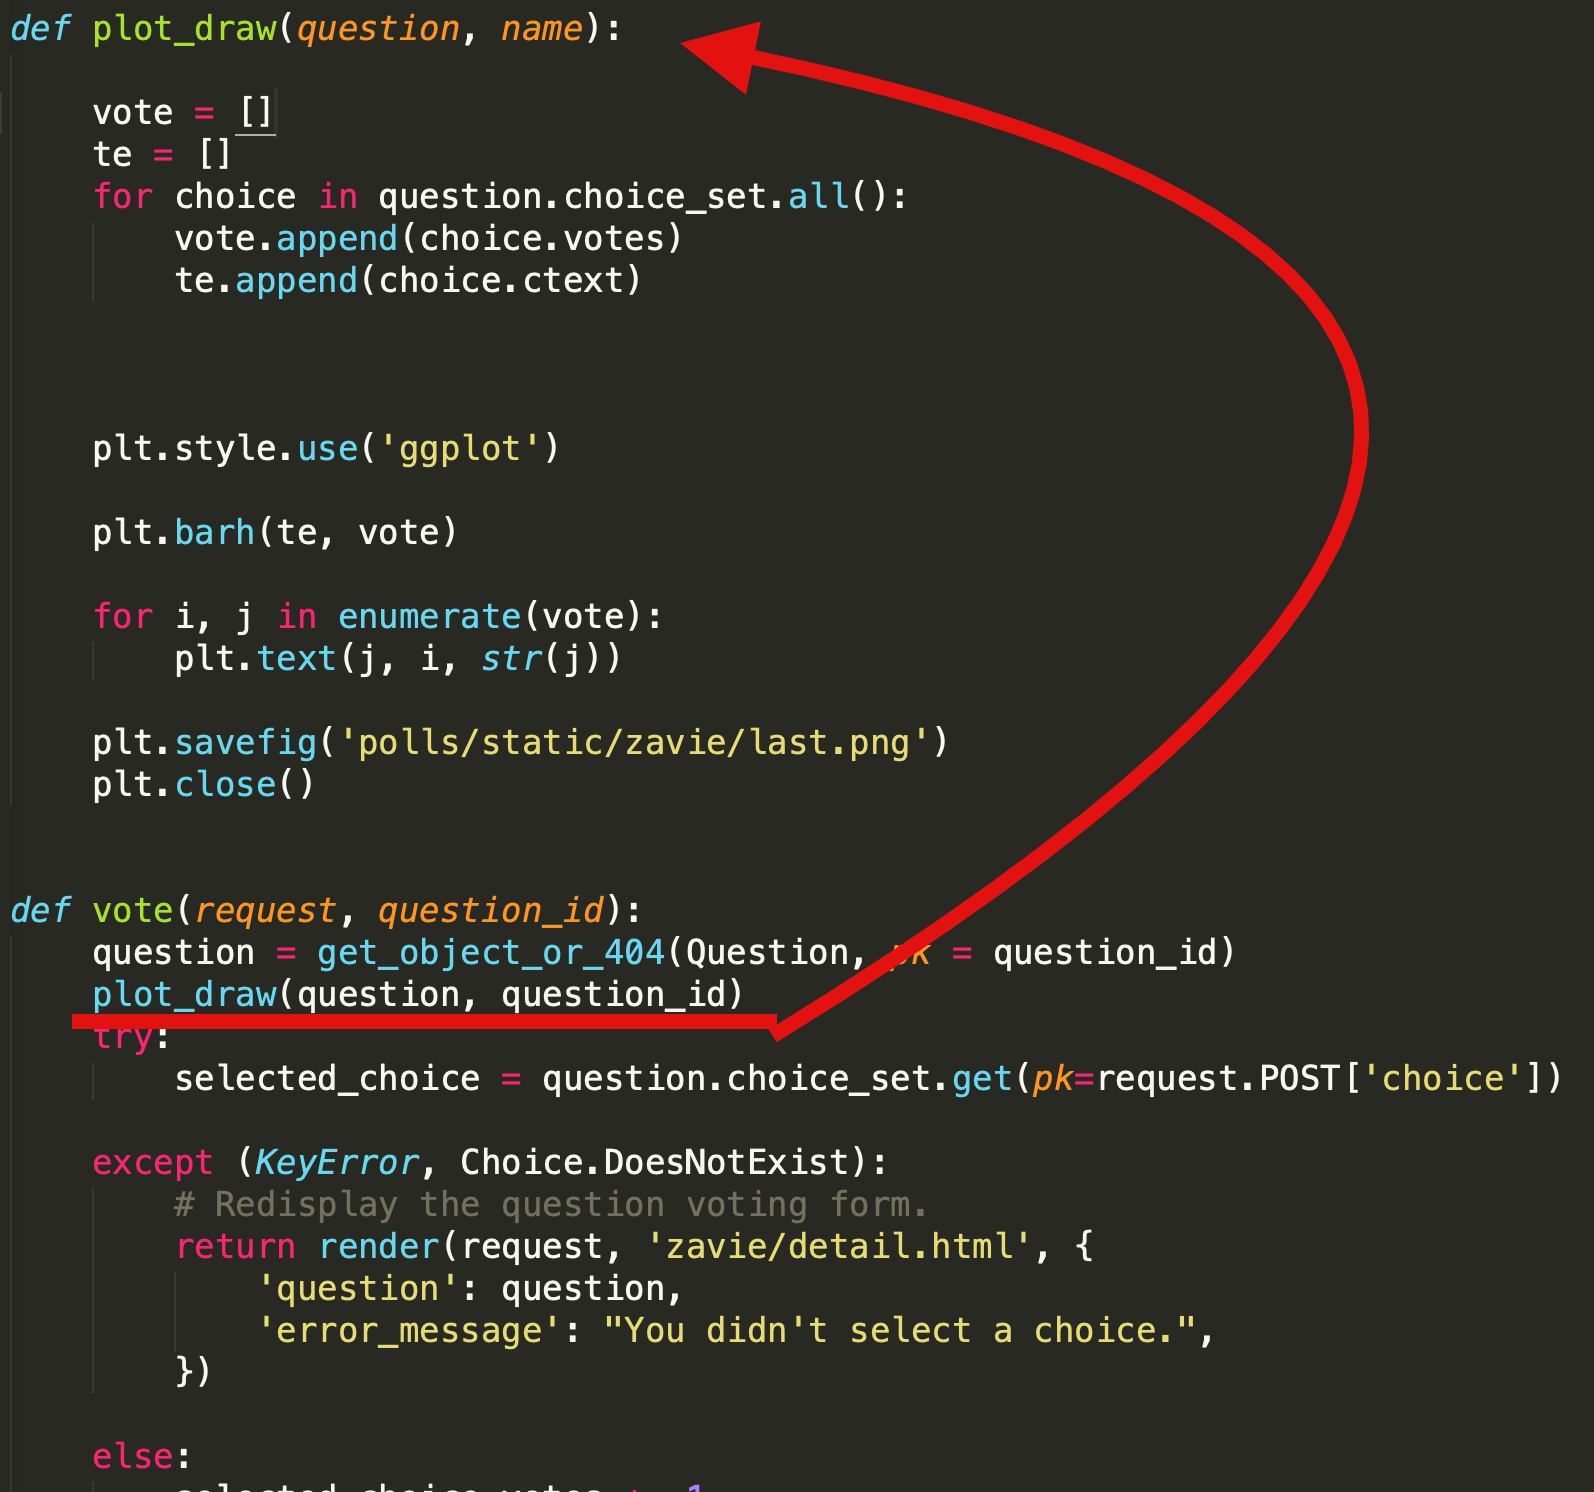 def plot_draw(question, name):
vote = []
te = []
for choice in question.choice_set.all():
vote.append(choice.votes)
te.append(choice.ctext)
plt.style.use('ggplot')
plt.barh(te, vote)
for i, j in enumerate(vote):
plt.text(j, i, str(j))
plt.savefig('polls/static/zavie/last.png')
plt.close()
def vote(request, question_id):
question = get_object_or_404(Question, pk = question_id)
plot_draw(question, question_id)
try:
selected_choice = question.choice_set.get(pk=request.POST['choice'])
except (KeyError, Choice.DoesNotExist):
# Redisplay the question voting form.
return render(request, 'zavie/detail.html', {
'question': question,
'error_message': "You didn't select a choice.",
})
else: